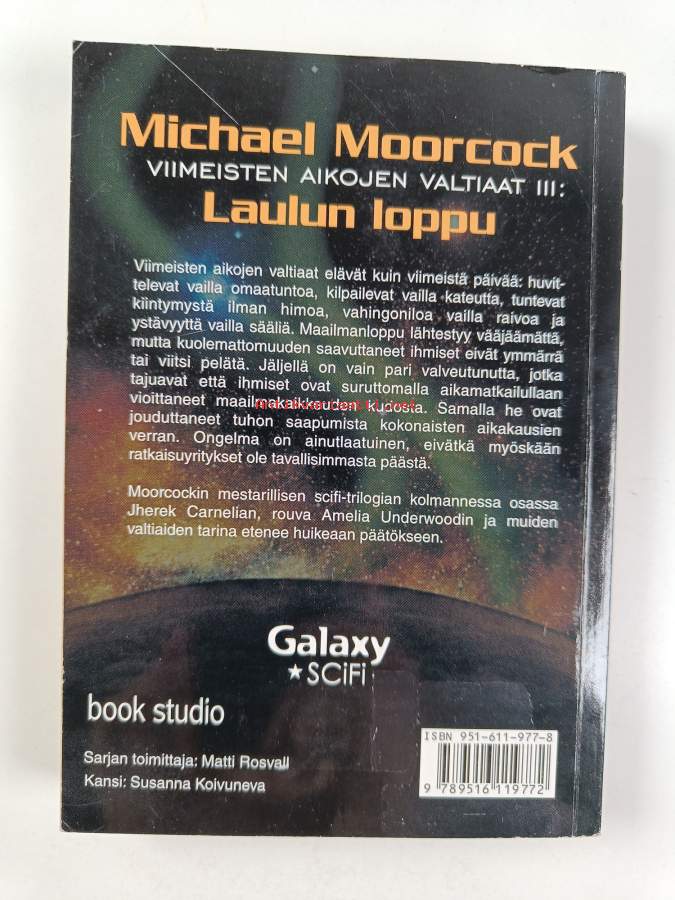 Michael Moorcock
VIIMEISTEN AIKOJEN VALTIAAT III:
Laulun loppu
Viimeisten aikojen valtiaat elävät kuin viimeistä päivää: huvit-
televat vailla omaatuntoa, kilpailevat vailla kateutta, tuntevat
kiintymystä ilman himoa, vahingoniloa vailla raivoa ja
ystävyyttä vailla sääliä. Maailmanloppu lähtestyy vääjäämättä,
mutta kuolemattomuuden saavuttaneet ihmiset eivät ymmärrä
tai viitsi pelätä. Jäljellä on vain pari valveutunutta, jotka
tajuavat että ihmiset ovat suruttomalla aikamatkailullaan
vioittaneet maailmakaikkeuden kudosta. Samalla he ovat
jouduttaneet tuhon saapumista kokonaisten aikakausien
verran. Ongelma on ainutlaatuinen, eivätkä myöskään
ratkaisuyritykset ole tavallisimmasta päästä.
Moorcockin mestarillisen scifi-trilogian kolmannessa osassa
Jherek Carnelian, rouva Amelia Underwoodin ja muiden
valtiaiden tarina etenee huikeaan päätökseen.
Galaxy
★ SCiFi
book studio
Sarjan toimittaja: Matti Rosvall
Kansi: Susanna Koivuneva
ISBN 951-611-977-8
9 789516 119772